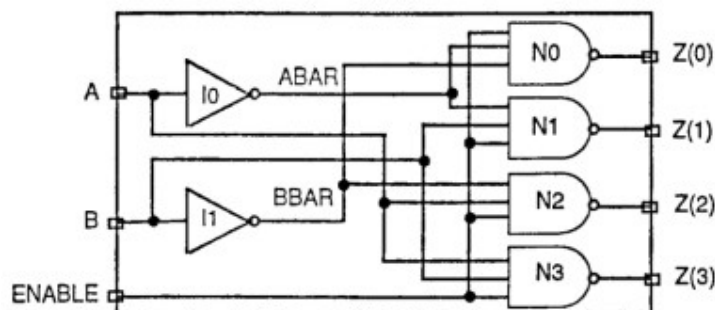 N0
Z(0)
A
I0
ABAR
N1
Z(1)
B
I1
BBAR
N2
Z(2)
N3
Z(3)
ENABLE